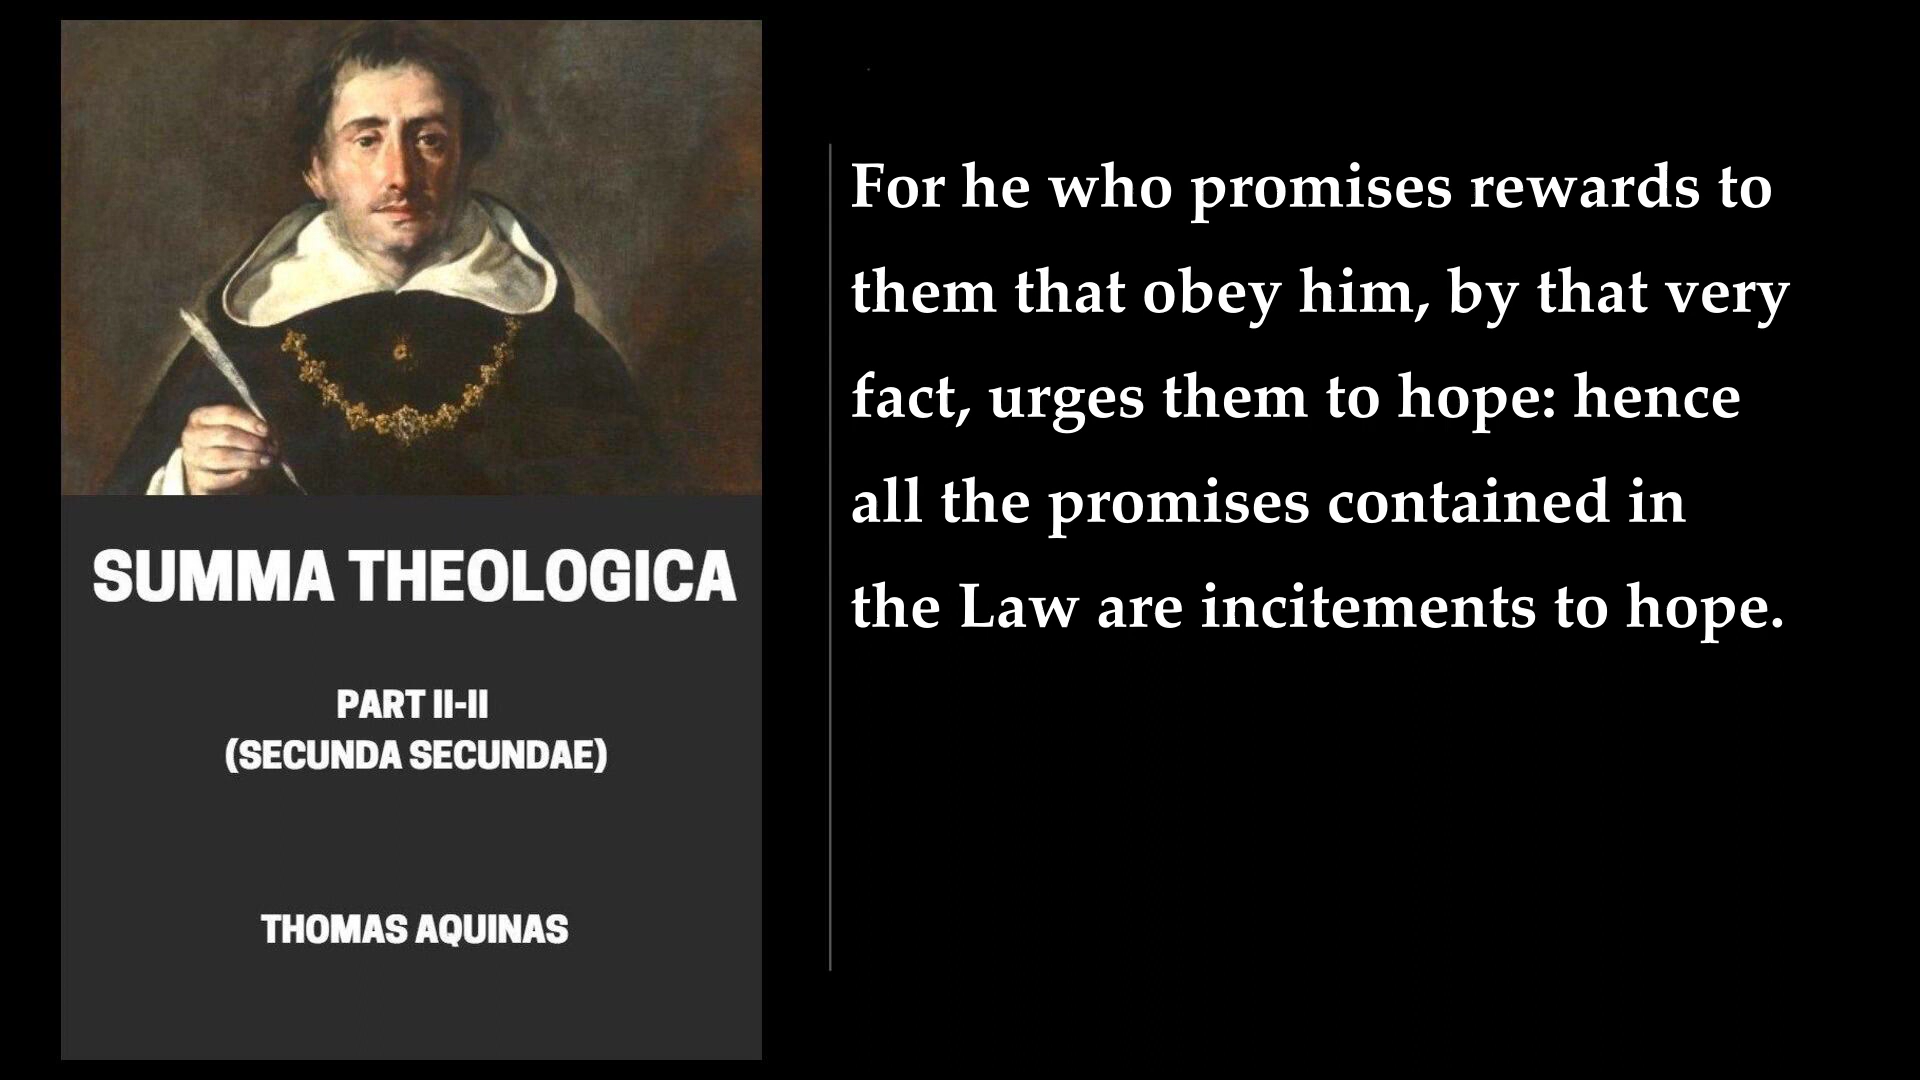 SUMMA THEOLOGICA
PART II-II
(SECUNDA SECUNDAE)
THOMAS AQUINAS
For he who promises rewards to
them that obey him, by that very
fact, urges them to hope: hence
all the promises contained in
the Law are incitements to hope.